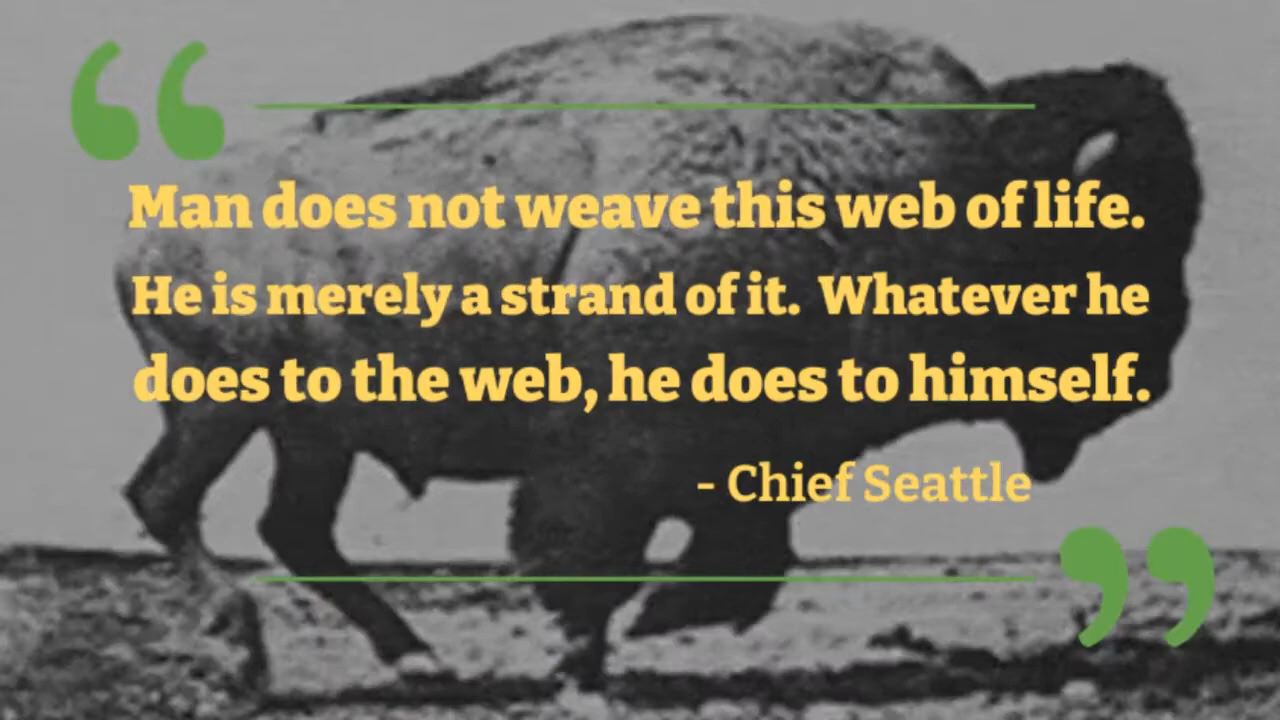 Man does not weave this web of life.
He is merely a strand of it.  Whatever he
does to the web, he does to himself.
- Chief Seattle